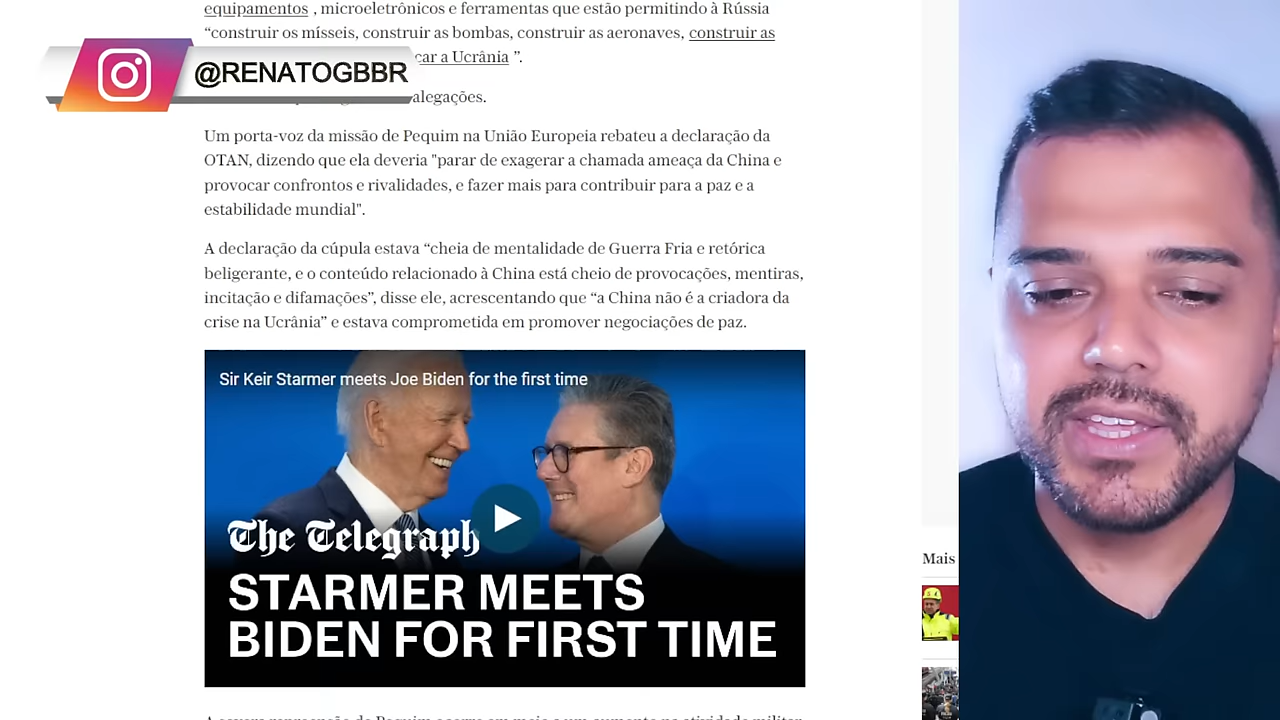 equipamentos , microeletrônicos e ferramentas que estão permitindo à Rússia
“construir os mísseis, construir as bombas, construir as aeronaves, construir as
car a Ucrânia ”.
@RENATOGBBR
alegações.
Um porta-voz da missão de Pequim na União Europeia rebateu a declaração da
OTAN, dizendo que ela deveria "parar de exagerar a chamada ameaça da China e
provocar confrontos e rivalidades, e fazer mais para contribuir para a paz e a
estabilidade mundial".
A declaração da cúpula estava “cheia de mentalidade de Guerra Fria e retórica
beligerante, e o conteúdo relacionado à China está cheio de provocações, mentiras,
incitação e difamações”, disse ele, acrescentando que “a China não é a criadora da
crise na Ucrânia” e estava comprometida em promover negociações de paz.
Sir Keir Starmer meets Joe Biden for the first time
The Telegraph
STARMER MEETS
BIDEN FOR FIRST TIME
Mais